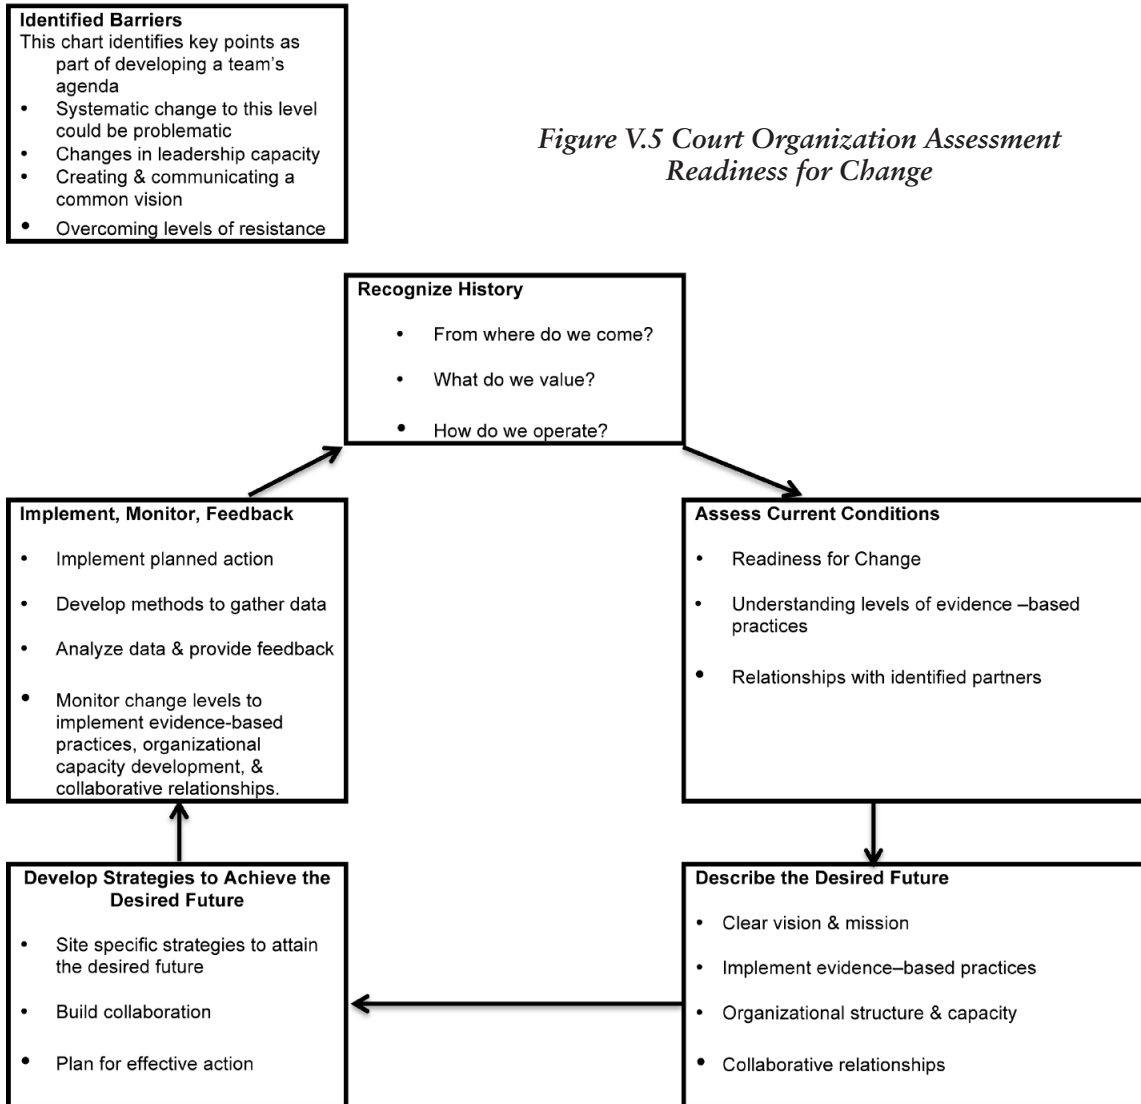 Identified Barriers
This chart identifies key points as
part of developing a team's
agenda
• Systematic change to this level
could be problematic
• Changes in leadership capacity
• Creating & communicating a
common vision
• Overcoming levels of resistance
Figure V.5 Court Organization Assessment
Readiness for Change
Recognize History
• From where do we come?
• What do we value?
• How do we operate?
Assess Current Conditions
• Readiness for Change
• Understanding levels of evidence –based
practices
• Relationships with identified partners
Describe the Desired Future
• Clear vision & mission
• Implement evidence–based practices
• Organizational structure & capacity
• Collaborative relationships
Develop Strategies to Achieve the
Desired Future
• Site specific strategies to attain
the desired future
• Build collaboration
• Plan for effective action
Implement, Monitor, Feedback
• Implement planned action
• Develop methods to gather data
• Analyze data & provide feedback
• Monitor change levels to
implement evidence-based
practices, organizational
capacity development, &
collaborative relationships.